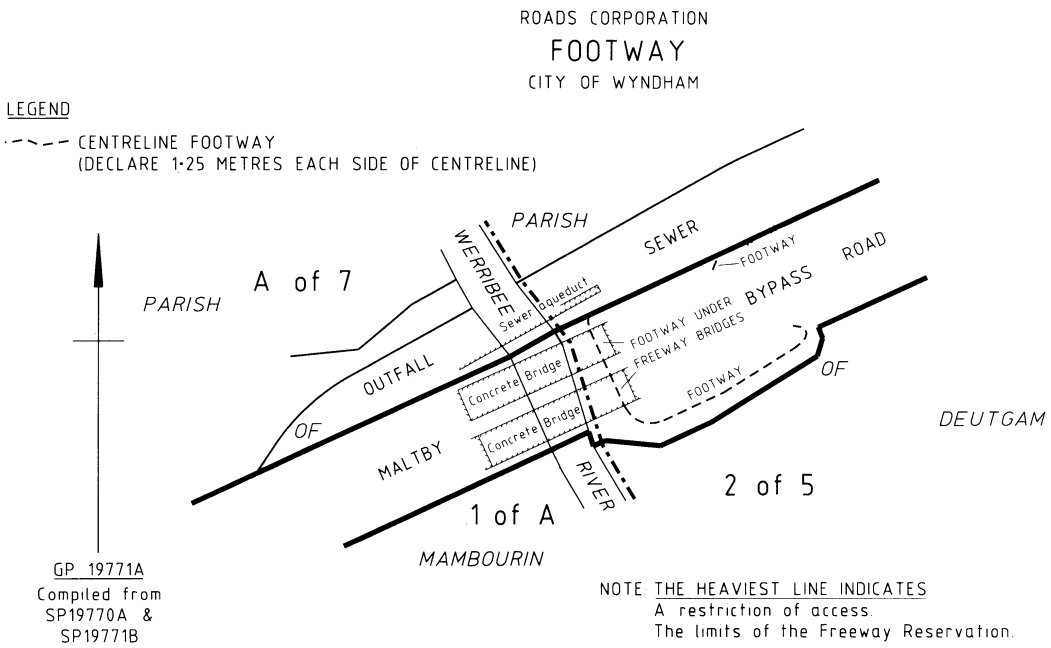 ROADS CORPORATION
FOOTWAY
CITY OF WYNDHAM
LEGEND
CENTRELINE FOOTWAY
(DECLARE 1·25 METRES EACH SIDE OF CENTRELINE)
PARISH
WERRIBEE
SEWER
FOOTWAY
ROAD
A of 7
PARISH
Sewer aqueduct
BYPASS
FOOTWAY UNDER
FREEWAY BRIDGES
OUTFALL
Concrete Bridge
FOOTWAY
OF
DEUTGAM
OF
Concrete Bridge
MALTBY
RIVER
2 of 5
1 of A
MAMBOURIN
GP 19771A
Compiled from
SP19770A &
SP19771B
NOTE: THE HEAVIEST LINE INDICATES
A restriction of access.
The limits of the Freeway Reservation.